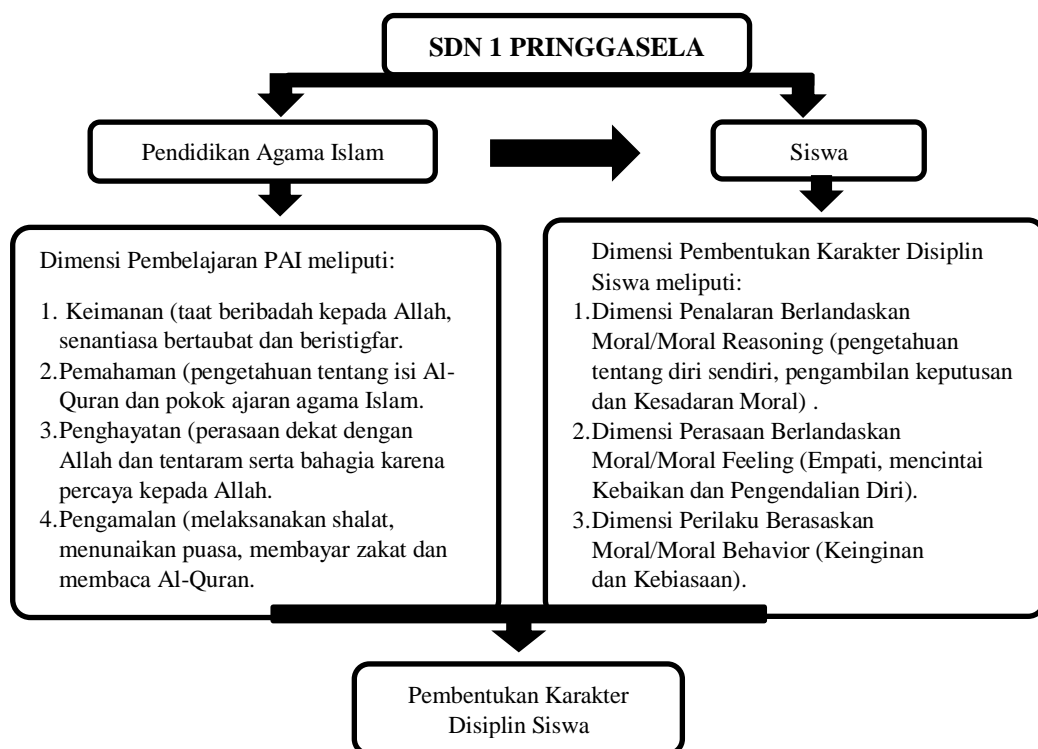 SDN 1 PRINGGASELA
Pendidikan Agama Islam
Siswa
Dimensi Pembelajaran PAI meliputi:
1. Keimanan (taat beribadah kepada Allah,
senantiasa bertaubat dan beristigfar.
2.Pemahaman (pengetahuan tentang isi Al-
Quran dan pokok ajaran agama Islam.
3.Penghayatan (perasaan dekat dengan
Allah dan tentaram serta bahagia karena
percaya kepada Allah.
4.Pengamalan (melaksanakan shalat,
menunaikan puasa, membayar zakat dan
membaca Al-Quran.
Dimensi Pembentukan Karakter Disiplin
Siswa meliputi:
1.Dimensi Penalaran Berlandaskan
Moral/Moral Reasoning (pengetahuan
tentang diri sendiri, pengambilan keputusan
dan Kesadaran Moral) .
2.Dimensi Perasaan Berlandaskan
Moral/Moral Feeling (Empati, mencintai
Kebaikan dan Pengendalian Diri).
3.Dimensi Perilaku Berasaskan
Moral/Moral Behavior (Keinginan
dan Kebiasaan).
Pembentukan Karakter
Disiplin Siswa